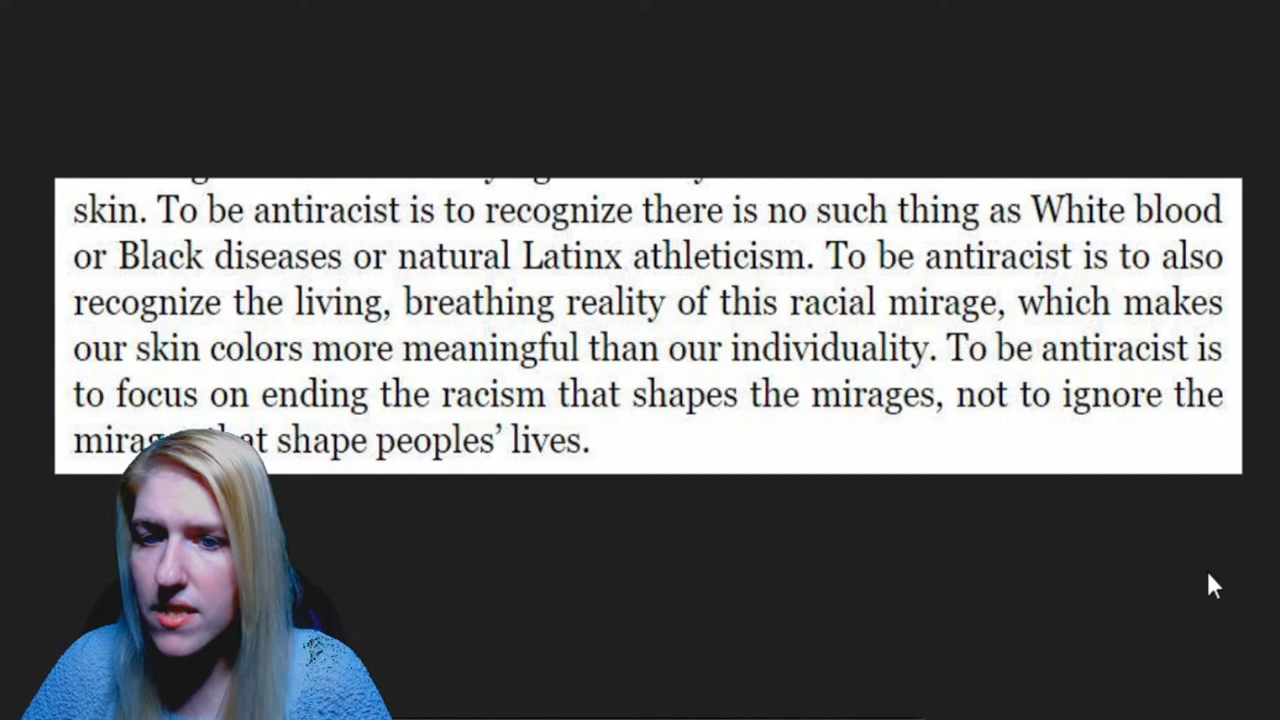 skin. To be antiracist is to recognize there is no such thing as White blood
or Black diseases or natural Latinx athleticism. To be antiracist is to also
recognize the living, breathing reality of this racial mirage, which makes
our skin colors more meaningful than our individuality. To be antiracist is
to focus on ending the racism that shapes the mirages, not to ignore the
shape peoples’ lives.